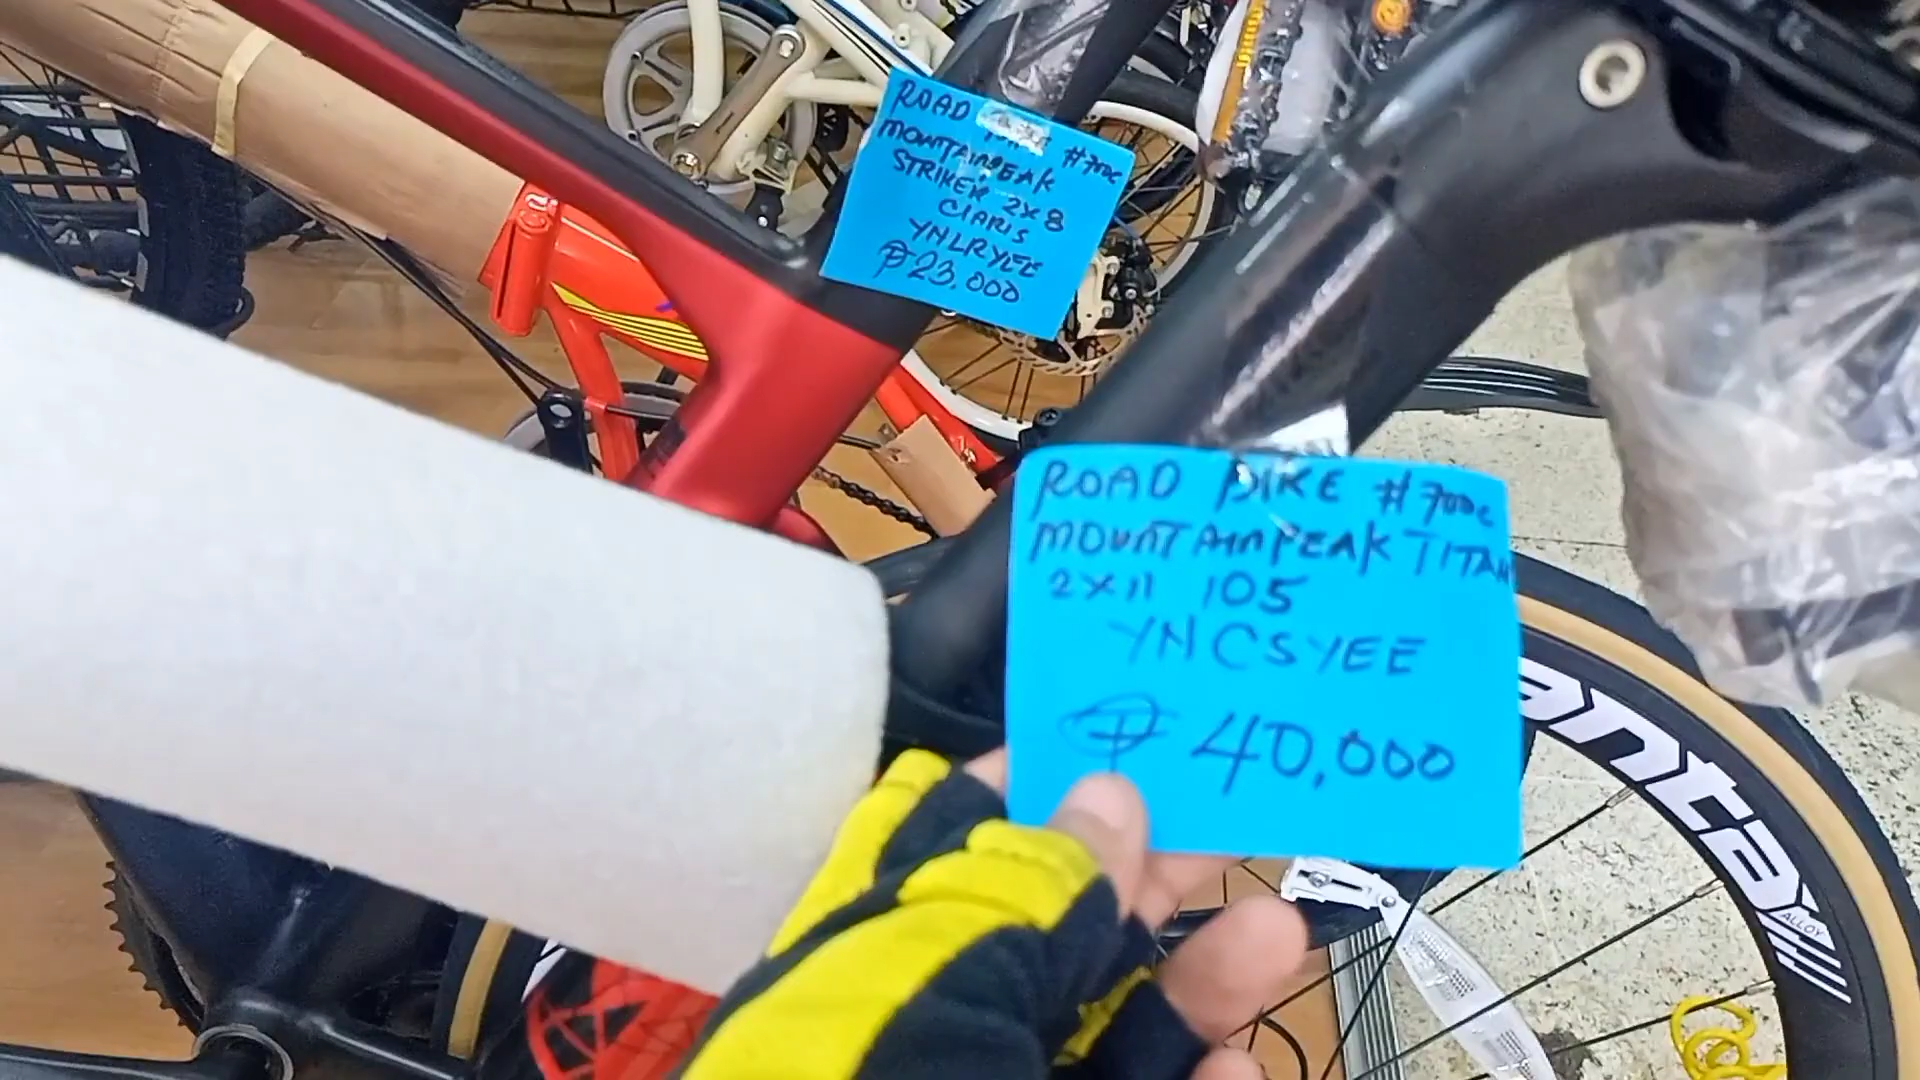 ROAD #700c
MOUNTAINPEAK
STRIKER 2X8
CLARIS
YNLRYEE
₱23,000
ROAD BIKE #700c
MOUNTAINPEAK TITAN
2X11 105
YNCSYEE
₱ 40,000
anta
ALLOY